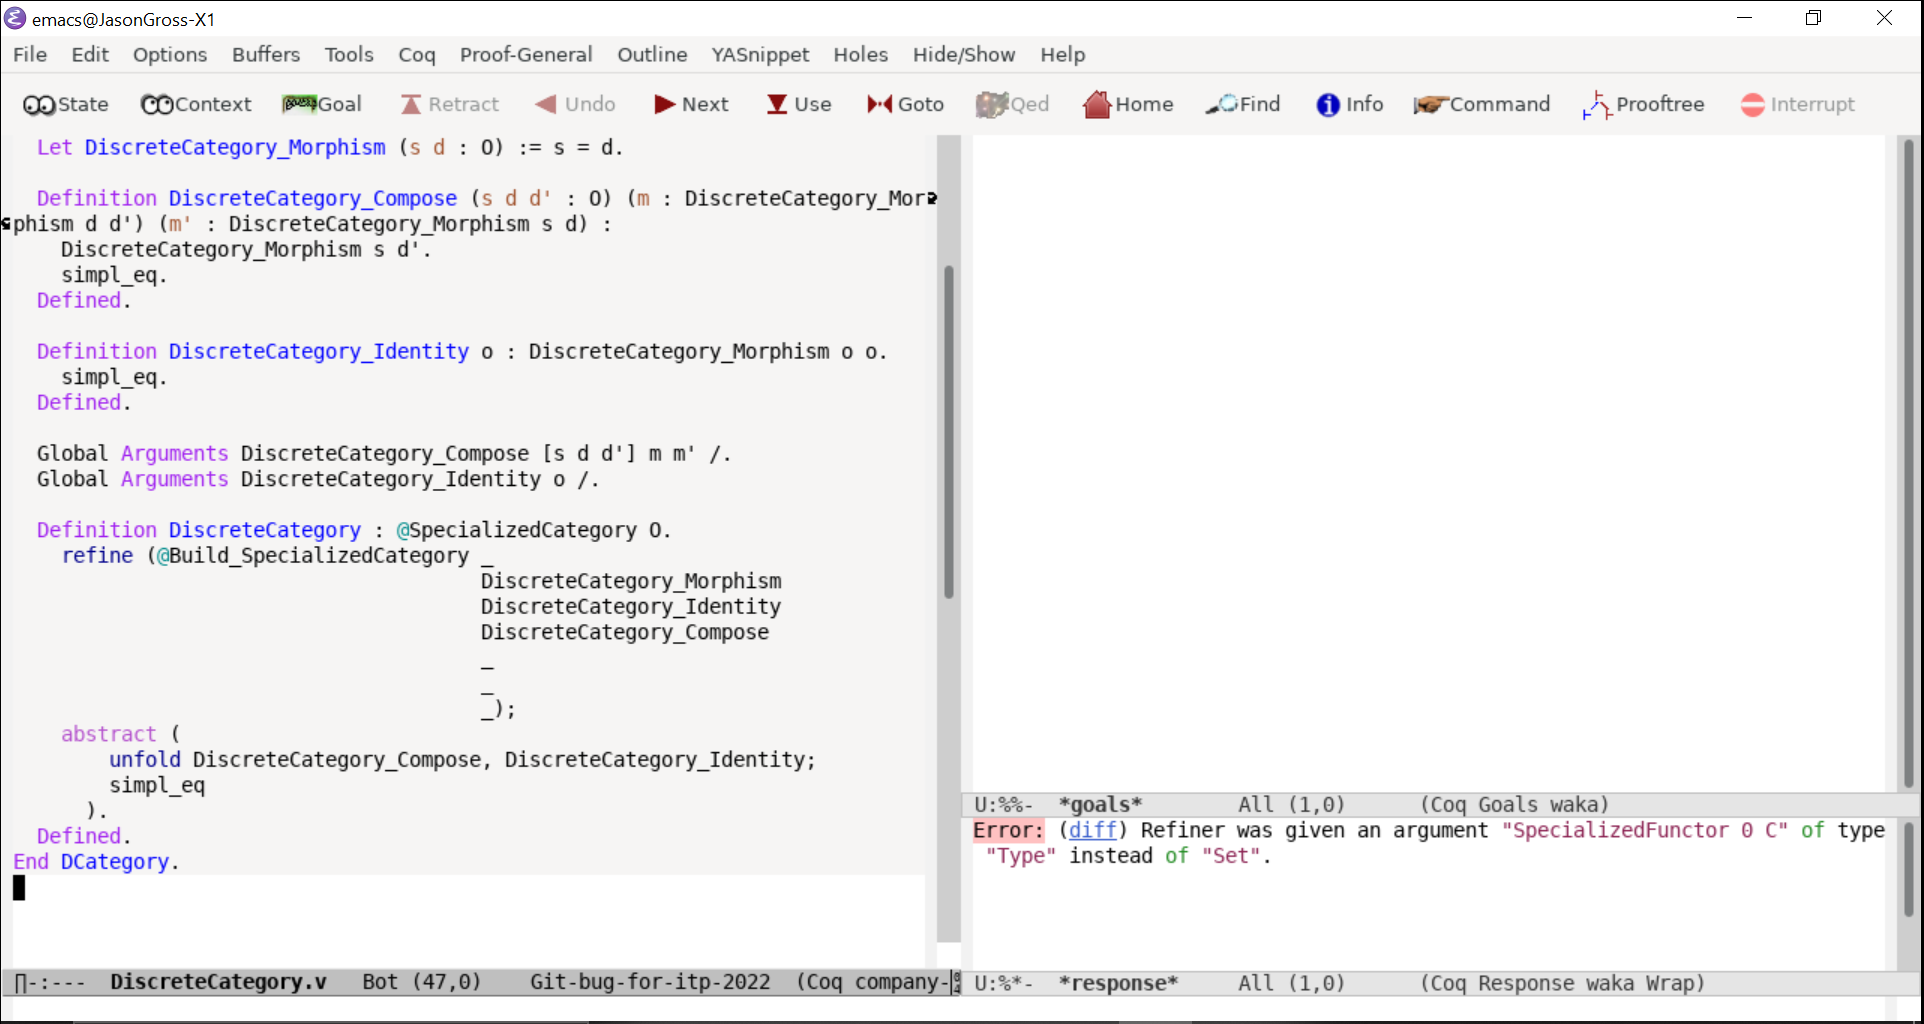 emacs@JasonGross-X1
File Edit Options Buffers Tools Coq Proof-General Outline YASnippet Holes Hide/Show Help
State Context Goal Retract Undo Next Use Goto Qed Home Find Info Command Prooftree Interrupt
Let DiscreteCategory_Morphism (s d : O) := s = d.
Definition DiscreteCategory_Compose (s d d' : O) (m : DiscreteCategory_Mor
phism d d') (m' : DiscreteCategory_Morphism s d) :
DiscreteCategory_Morphism s d'.
simpl_eq.
Defined.
Definition DiscreteCategory_Identity o : DiscreteCategory_Morphism o o.
simpl_eq.
Defined.
Global Arguments DiscreteCategory_Compose [s d d'] m m' /.
Global Arguments DiscreteCategory_Identity o /.
Definition DiscreteCategory : @SpecializedCategory O.
refine (@Build_SpecializedCategory _
DiscreteCategory_Morphism
DiscreteCategory_Identity
DiscreteCategory_Compose
_
_
_);
abstract (
unfold DiscreteCategory_Compose, DiscreteCategory_Identity;
simpl_eq
).
Defined.
End DCategory.
-:--- DiscreteCategory.v Bot (47,0) Git-bug-for-itp-2022 (Coq company-
U:%%- *goals* All (1,0) (Coq Goals waka)
Error: (diff) Refiner was given an argument "SpecializedFunctor 0 C" of type
"Type" instead of "Set".
U:%*- *response* All (1,0) (Coq Response waka Wrap)